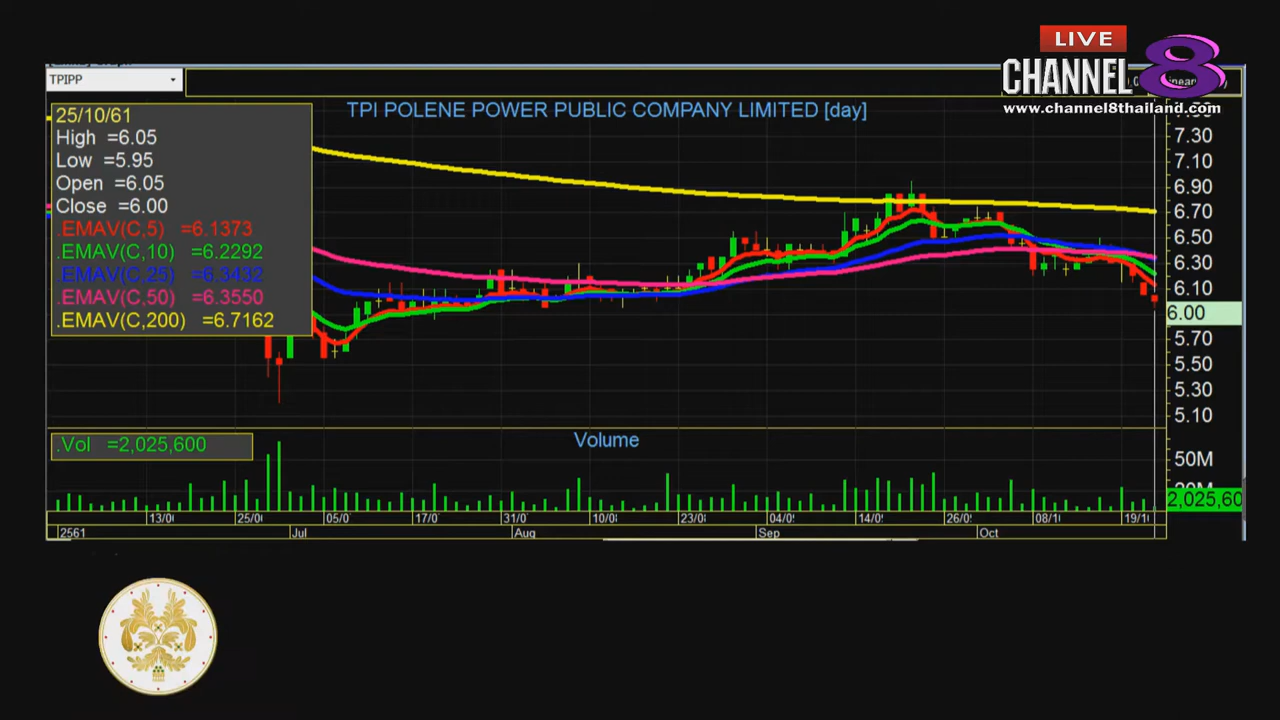 LIVE
CHANNEL 8
www.channel8thailand.com
TPIPP
TPI POLENE POWER PUBLIC COMPANY LIMITED [day]
25/10/61
High =6.05
Low =5.95
Open =6.05
Close =6.00
.EMAV(C,5) =6.1373
.EMAV(C,10) =6.2292
.EMAV(C,25) =6.3432
.EMAV(C,50) =6.3550
.EMAV(C,200) =6.7162
7.30
7.10
6.90
6.70
6.50
6.30
6.10
6.00
5.70
5.50
5.30
5.10
.Vol =2,025,600
Volume
50M
2,025,60
13/0 25/0 05/0 17/0 31/0 10/0 23/0 04/0 14/0 26/0 08/1 19/1
2561 Jul Aug Sep Oct